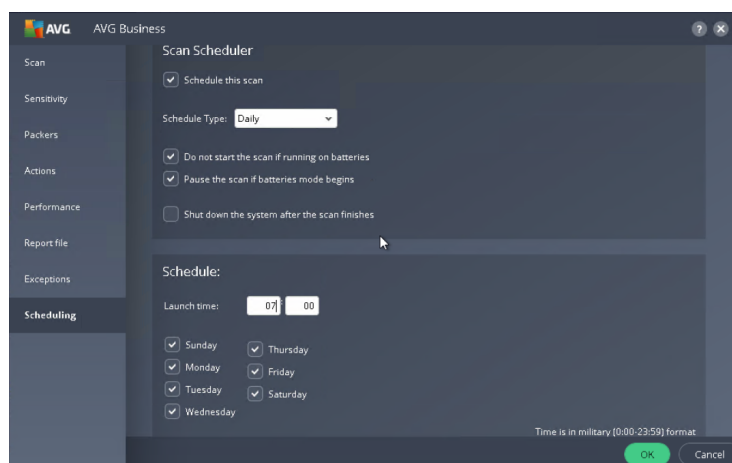 AVG AVG Business
? X
Scan
Sensitivity
Packers
Actions
Performance
Report file
Exceptions
Scheduling
Scan Scheduler
Schedule this scan
Schedule Type: Daily
Do not start the scan if running on batteries
Pause the scan if batteries mode begins
Shut down the system after the scan finishes
Schedule:
Launch time: 07 : 00
Sunday
Monday
Tuesday
Wednesday
Thursday
Friday
Saturday
Time is in military [0:00-23:59] format
OK Cancel